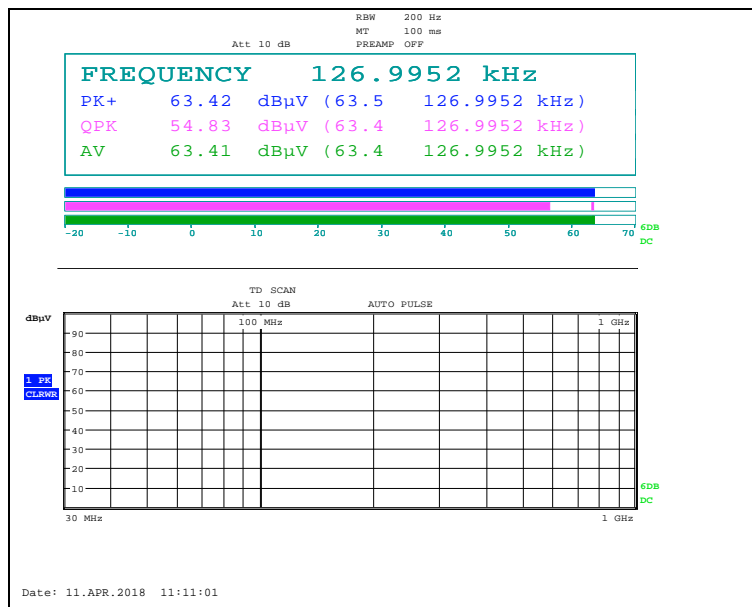 RBW 200 Hz
MT 100 ms
Att 10 dB PREAMP OFF
FREQUENCY 126.9952 kHz
PK+ 63.42 dBµV (63.5 126.9952 kHz)
QPK 54.83 dBµV (63.4 126.9952 kHz)
AV 63.41 dBµV (63.4 126.9952 kHz)
-20 -10 0 10 20 30 40 50 60 70
6DB
DC
TD SCAN
Att 10 dB AUTO PULSE
dBµV
100 MHz 1 GHz
90
80
70
1 PK
60
CLRWR
50
40
30
20
10
6DB
DC
30 MHz 1 GHz
Date: 11.APR.2018 11:11:01